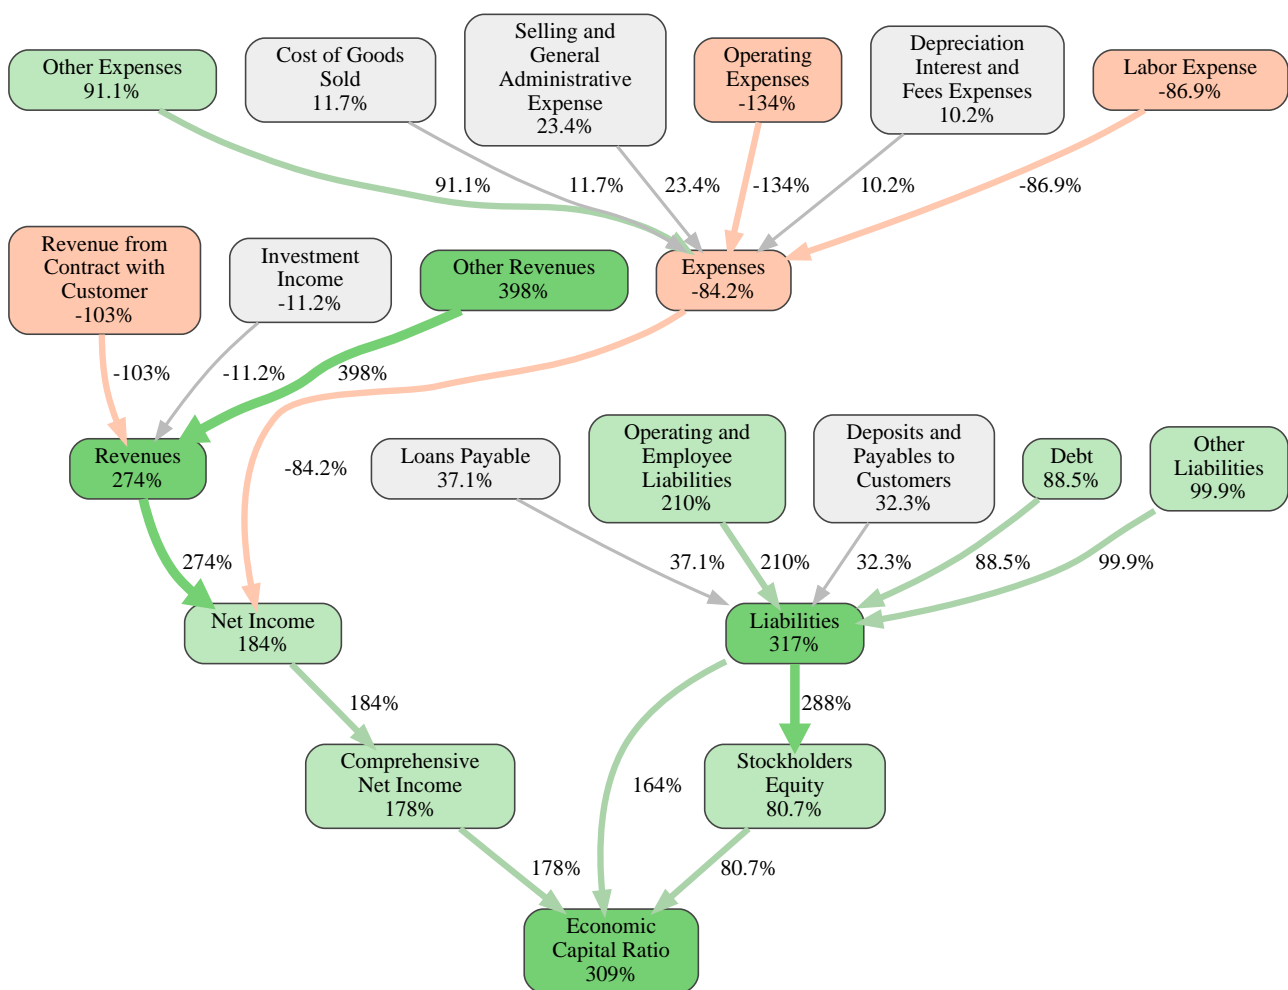 Other Expenses
91.1%
Cost of Goods
Sold
11.7%
Selling and
General
Administrative
Expense
23.4%
Operating
Expenses
-134%
Depreciation
Interest and
Fees Expenses
10.2%
Labor Expense
-86.9%
91.1%
11.7%
23.4%
-134%
10.2%
-86.9%
Revenue from
Contract with
Customer
-103%
Investment
Income
-11.2%
Other Revenues
398%
Expenses
-84.2%
-103%
-11.2%
398%
-84.2%
Revenues
274%
Loans Payable
37.1%
Operating and
Employee
Liabilities
210%
Deposits and
Payables to
Customers
32.3%
Debt
88.5%
Other
Liabilities
99.9%
274%
37.1%
210%
32.3%
88.5%
99.9%
Net Income
184%
Liabilities
317%
184%
288%
Comprehensive
Net Income
178%
164%
Stockholders
Equity
80.7%
178%
80.7%
Economic
Capital Ratio
309%